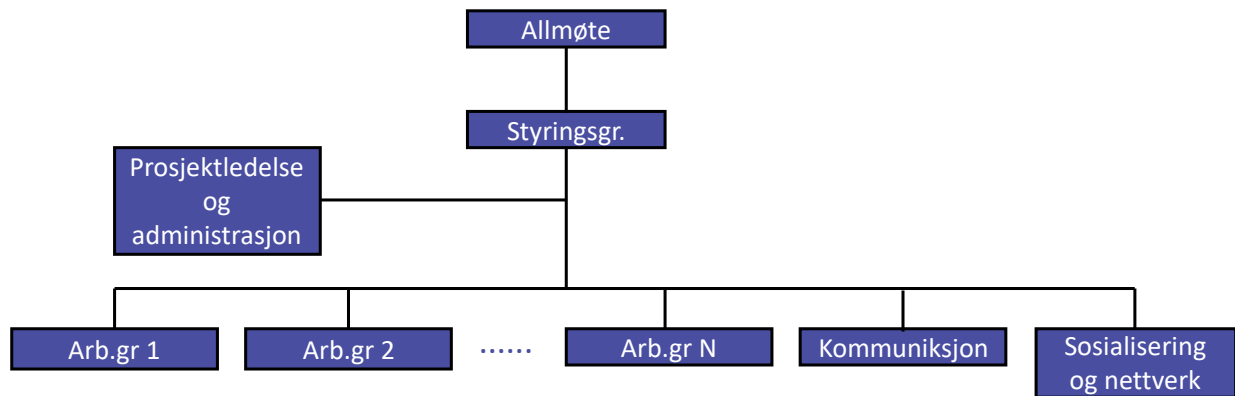 Allmøte
Styringsgr.
Prosjektledelse
og
administrasjon
Arb.gr 1
Arb.gr 2
......
Arb.gr N
Kommuniksjon
Sosialisering
og nettverk